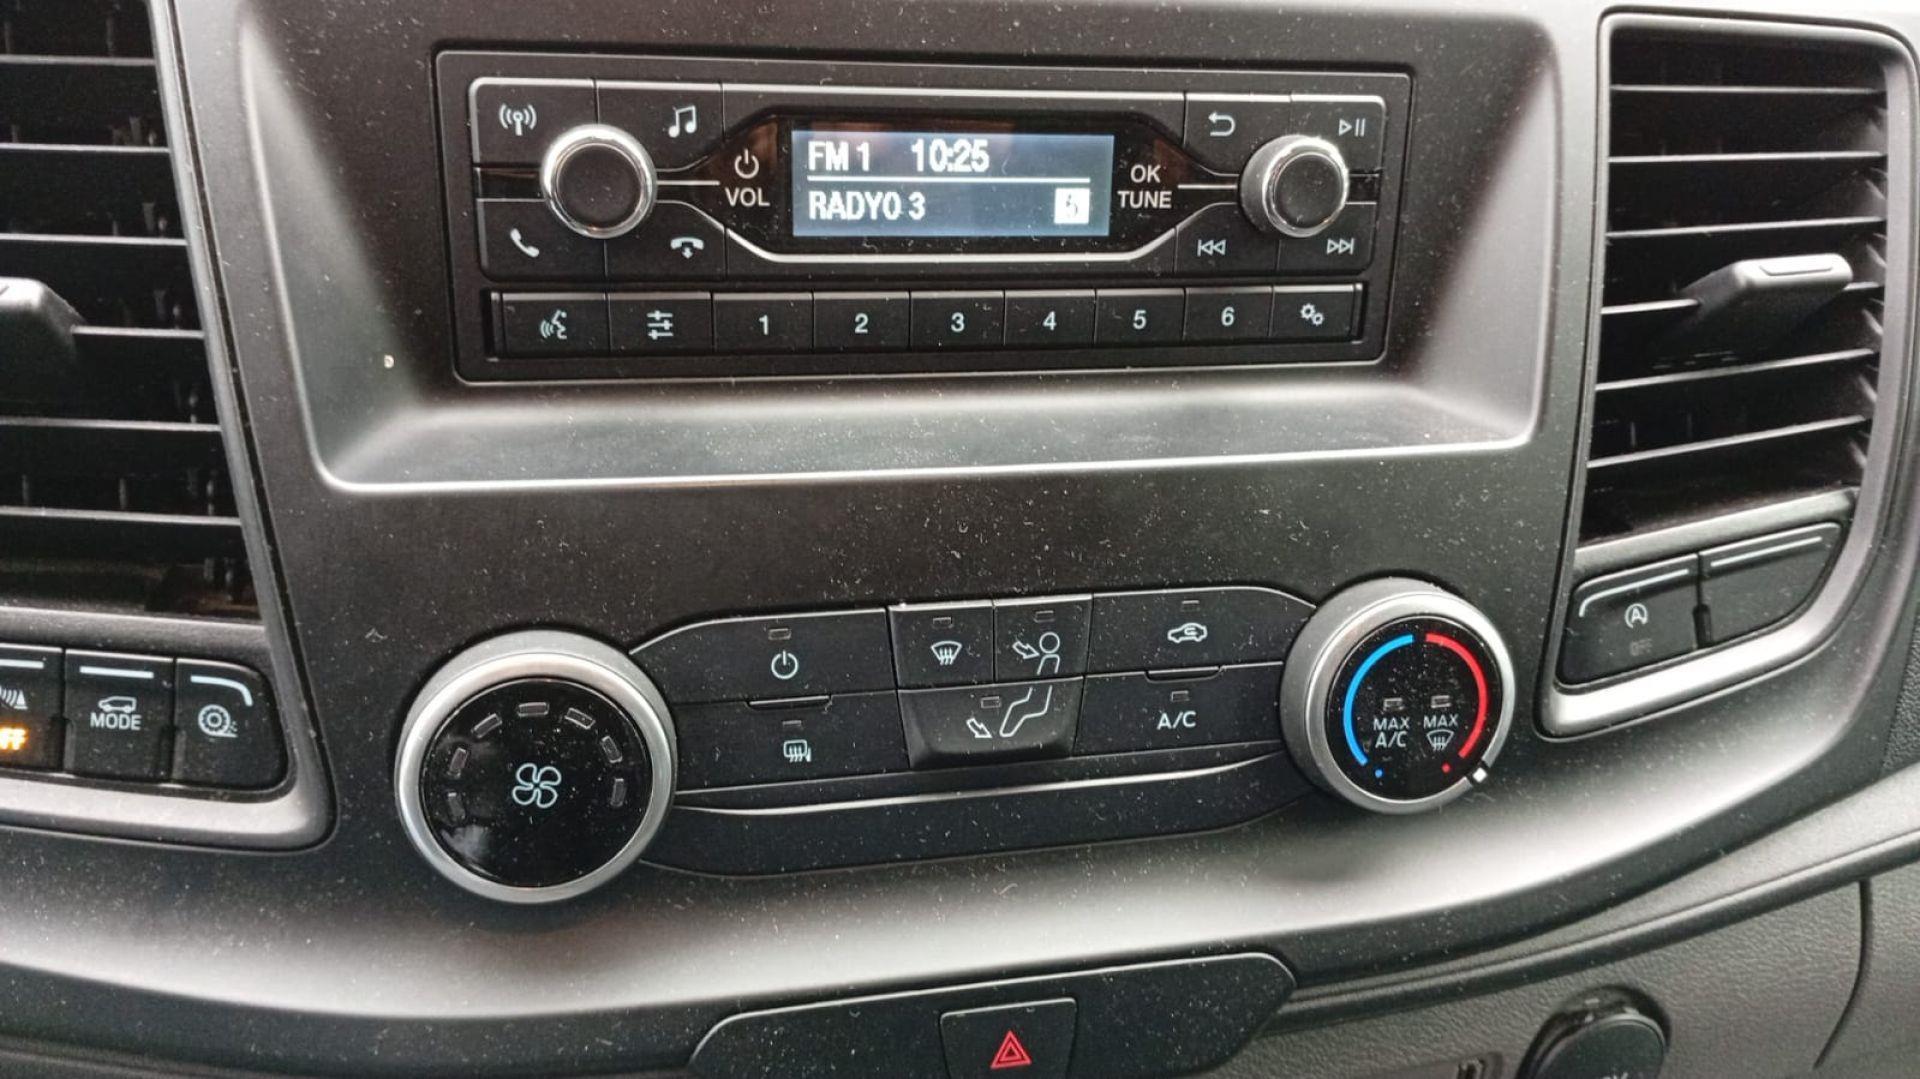 FM 1 10:25
RADYO 3
VOL
OK
TUNE
1 2 3 4 5 6
OFF
MODE
A
OFF
A/C
MAX
A/C
MAX